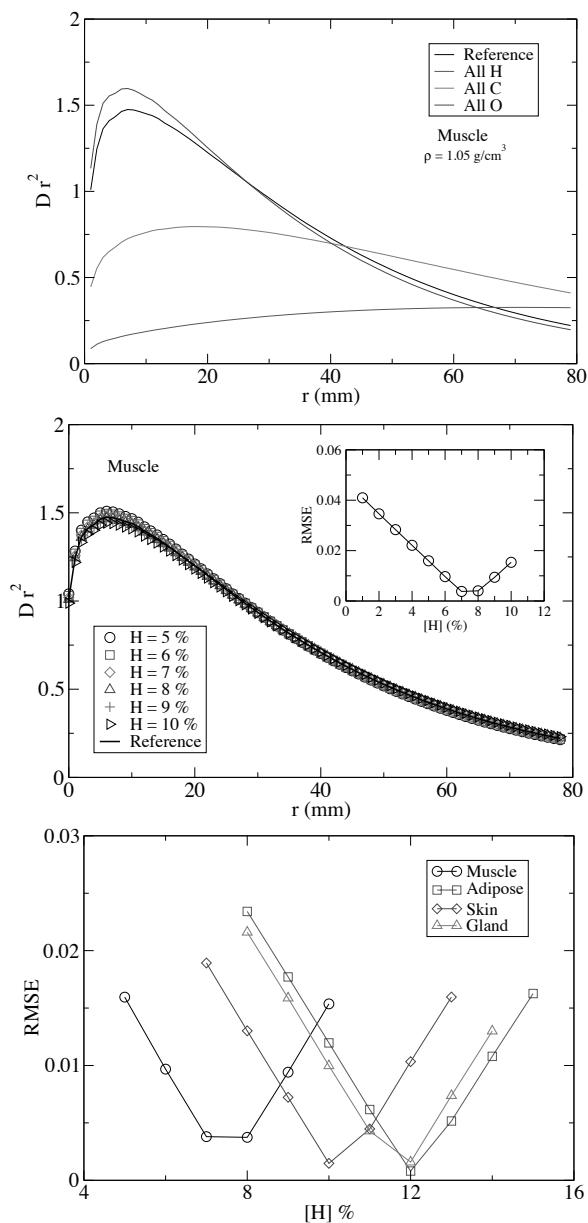 2
1.5
1
0.5
0
D r²
0 20 40 60 80
r (mm)
Reference
All H
All C
All O
Muscle
ρ = 1.05 g/cm³
2
1.5
1
0.5
0
D r²
0 20 40 60 80
r (mm)
Muscle
H = 5 %
H = 6 %
H = 7 %
H = 8 %
H = 9 %
H = 10 %
Reference
0.06
0.04
0.02
0.00
RMSE
0 2 4 6 8 10 12
[H] (%)
0.03
0.02
0.01
0
RMSE
4 8 12 16
[H] %
Muscle
Adipose
Skin
Gland